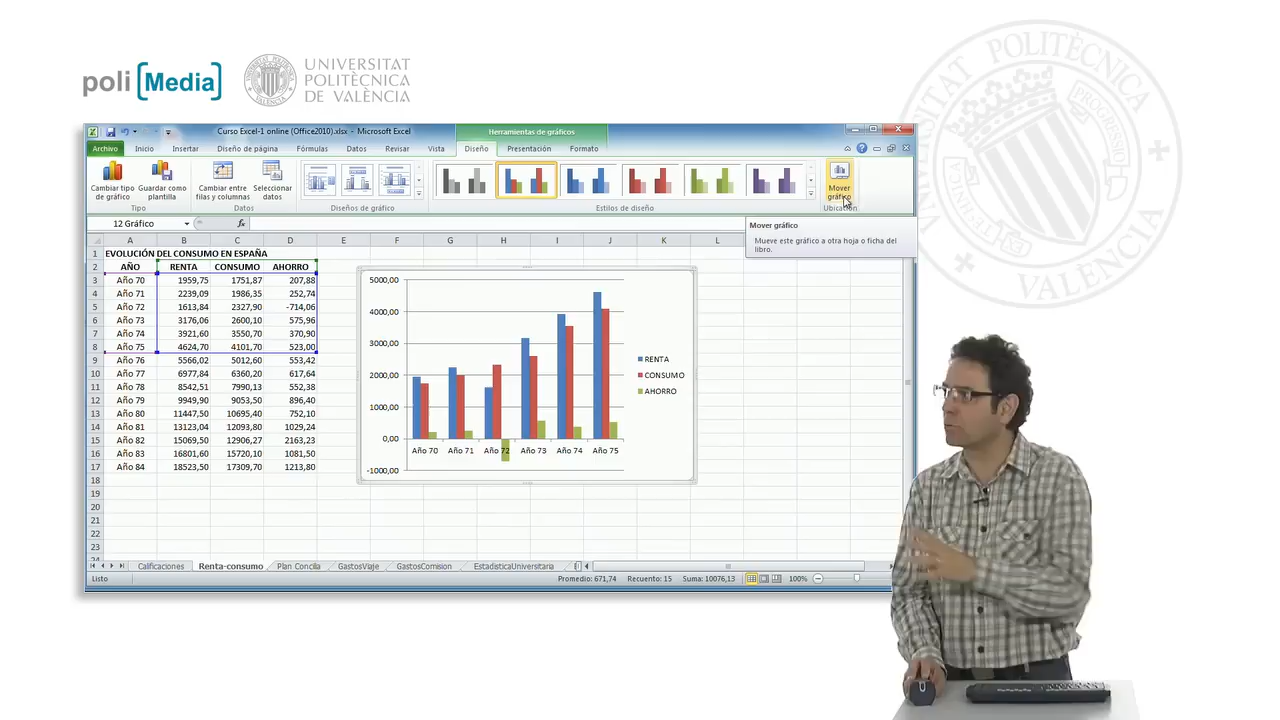 poli[Media]
UNIVERSITAT
POLITÈCNICA
DE VALÈNCIA
UNIVERSITAT POLITÈCNICA
DE VALÈNCIA
Curso Excel-1 online (Office2010).xlsx - Microsoft Excel
Herramientas de gráficos
Archivo Inicio Insertar Diseño de página Fórmulas Datos Revisar Vista Diseño Presentación Formato
Cambiar tipo de gráfico
Guardar como plantilla
Cambiar entre filas y columnas
Seleccionar datos
Mover gráfico
Tipo Datos Diseños de gráfico Estilos de diseño Ubicación
12 Gráfico fx
Mover gráfico
Mueve este gráfico a otra hoja o ficha del
libro.
A B C D E F G H I J K L
1 EVOLUCIÓN DEL CONSUMO EN ESPAÑA
2 AÑO RENTA CONSUMO AHORRO
3 Año 70 1959,75 1751,87 207,88
4 Año 71 2239,09 1986,35 252,74
5 Año 72 1613,84 2327,90 -714,06
6 Año 73 3176,06 2600,10 575,96
7 Año 74 3921,60 3550,70 370,90
8 Año 75 4624,70 4101,70 523,00
9 Año 76 5566,02 5012,60 553,42
10 Año 77 6977,84 6360,20 617,64
11 Año 78 8542,51 7990,13 552,38
12 Año 79 9949,90 9053,50 896,40
13 Año 80 11447,50 10695,40 752,10
14 Año 81 13123,04 12093,80 1029,24
15 Año 82 15069,50 12906,27 2163,23
16 Año 83 16801,60 15720,10 1081,50
17 Año 84 18523,50 17309,70 1213,80
18
19
20
21
22
23
24
5000,00
4000,00
3000,00
2000,00
1000,00
0,00
-1000,00
Año 70 Año 71 Año 72 Año 73 Año 74 Año 75
RENTA
CONSUMO
AHORRO
Calificaciones Renta-consumo Plan Concilia GastosViaje GastosComision EstadisticaUniversitaria
Listo Promedio: 671,74 Recuento: 15 Suma: 10076,13 100%